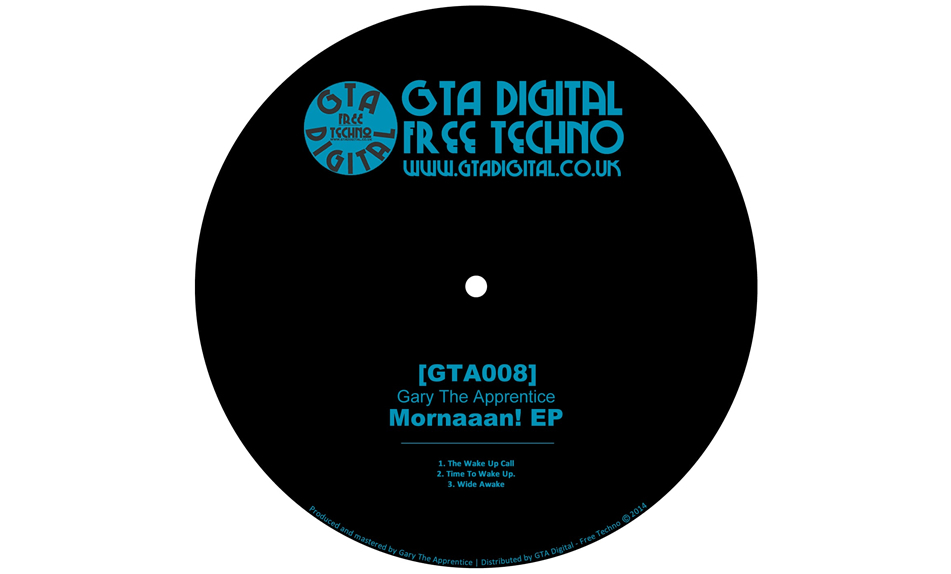 GTA
FREE
TECHNO
DIGITAL
GTA DIGITAL
FREE TECHNO
WWW.GTADIGITAL.CO.UK
[GTA008]
Gary The Apprentice
Mornaaan! EP
1. The Wake Up Call
2. Time To Wake Up.
3. Wide Awake
Produced and mastered by Gary The Apprentice | Distributed by GTA Digital - Free Techno ©2014